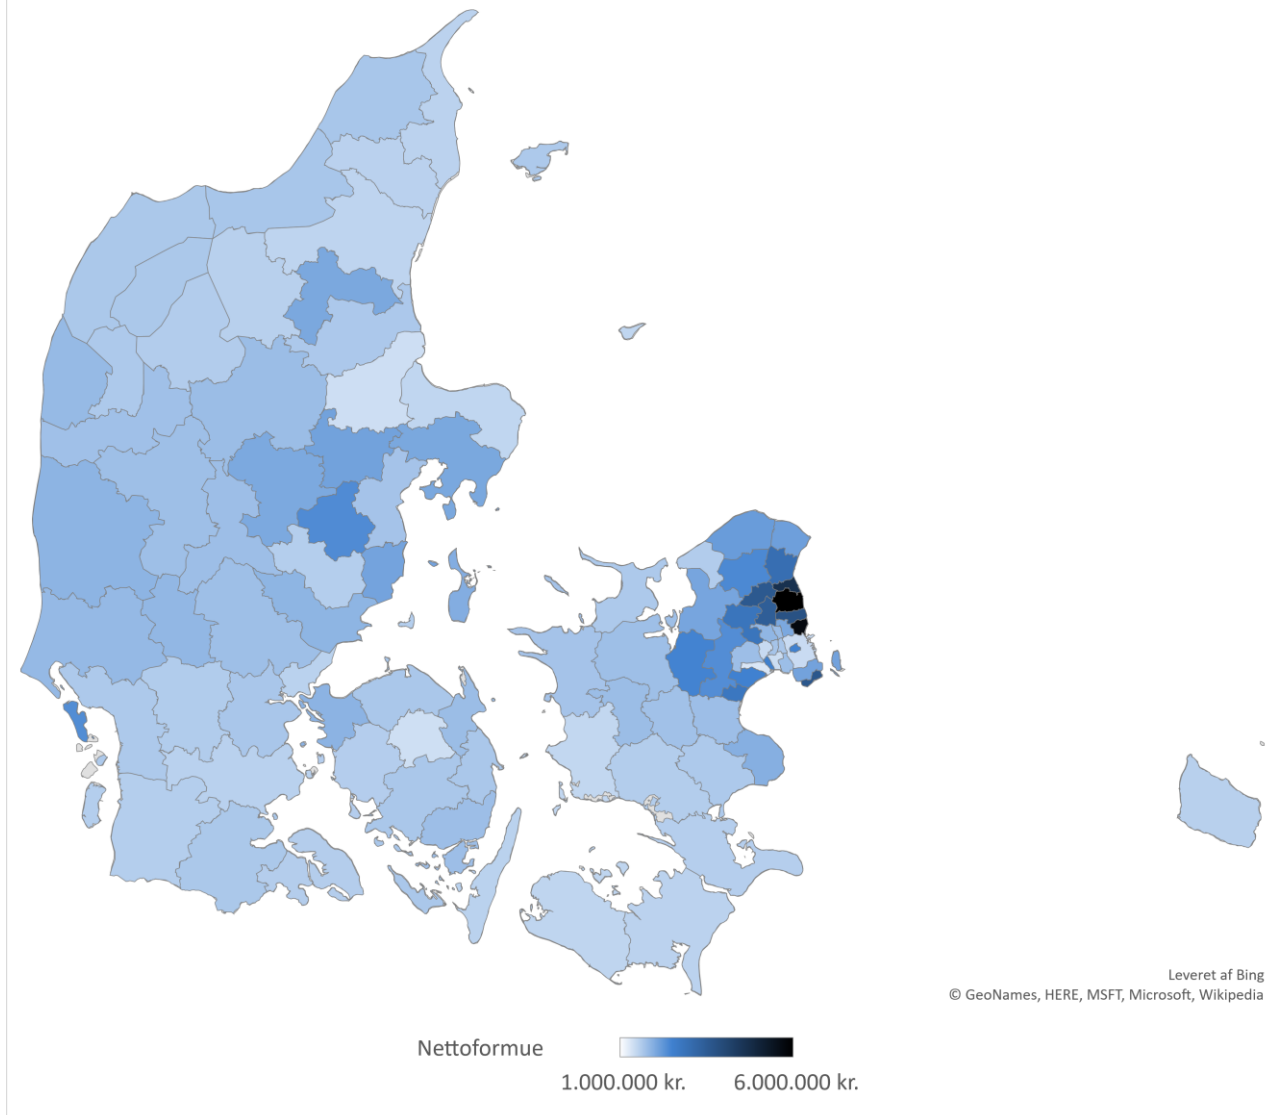 Leveret af Bing
© GeoNames, HERE, MSFT, Microsoft, Wikipedia
Nettoformue
1.000.000 kr. 6.000.000 kr.